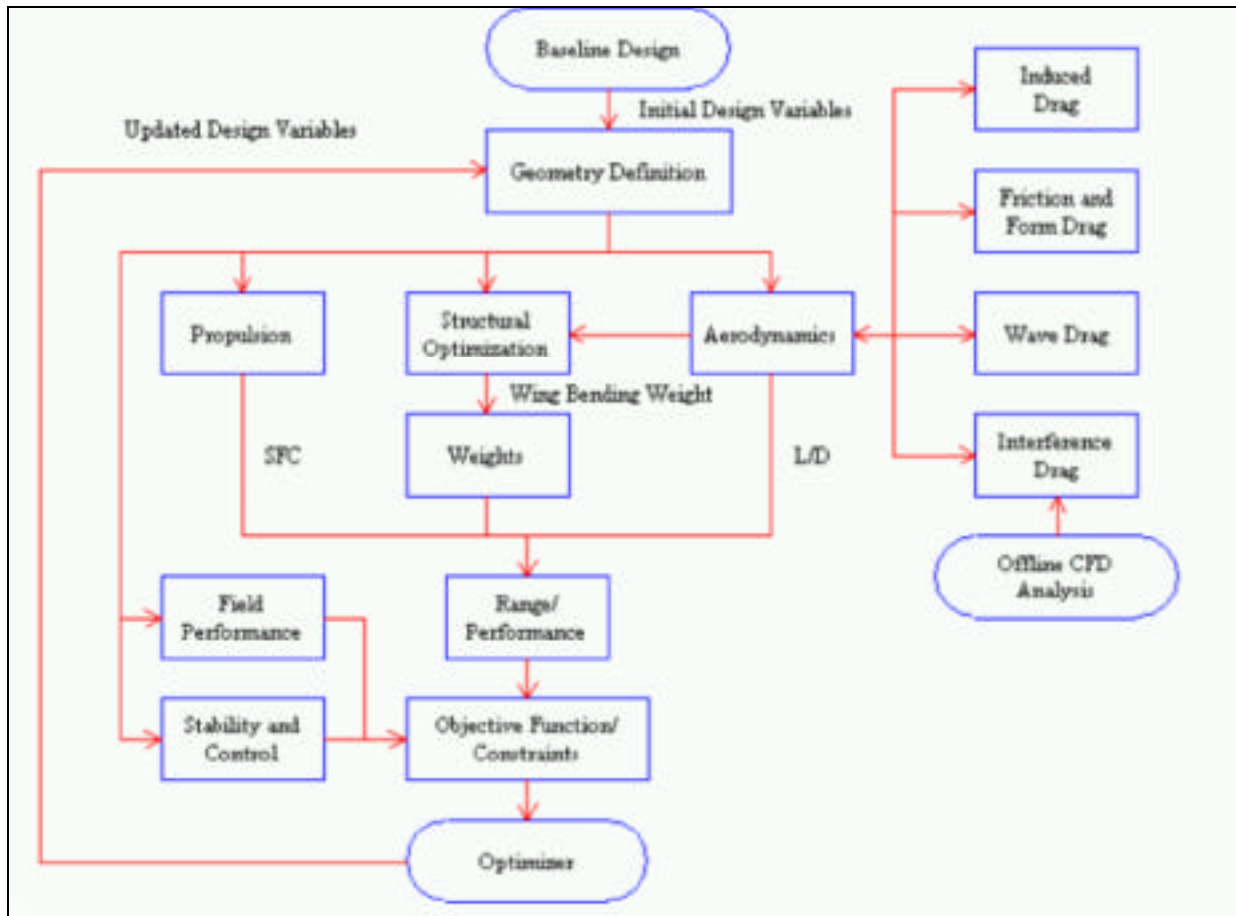 Baseline Design
Initial Design Variables
Updated Design Variables
Geometry Definition
Induced
Drag
Friction and
Form Drag
Propulsion
Structural
Optimization
Aerodynamics
Wave Drag
Wing Bending Weight
SFC
Weights
L/D
Interference
Drag
Offline CFD
Analysis
Field
Performance
Range/
Performance
Stability and
Control
Objective Function/
Constraints
Optimizer